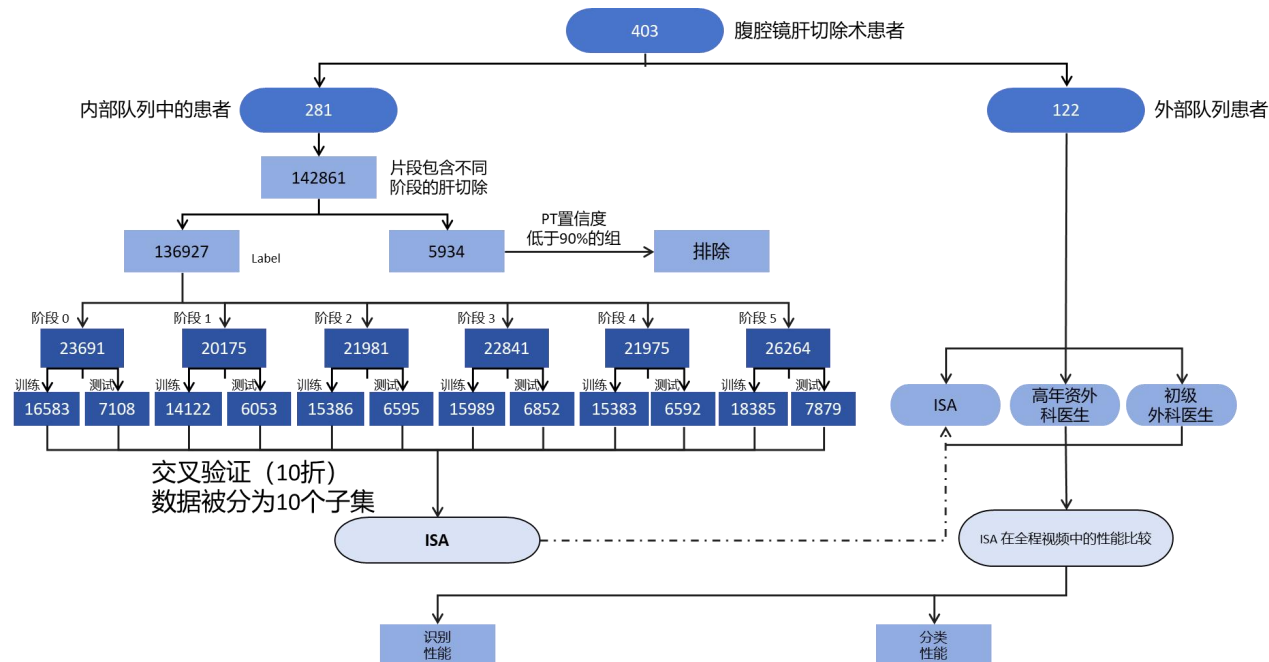 403
腹腔镜肝切除术患者
内部队列中的患者
281
122
外部队列患者
142861
片段包含不同
阶段的肝切除
136927
Label
5934
PT置信度
低于90%的组
排除
阶段 0
阶段 1
阶段 2
阶段 3
阶段 4
阶段 5
23691
20175
21981
22841
21975
26264
训练
测试
训练
测试
训练
测试
训练
测试
训练
测试
训练
测试
16583
7108
14122
6053
15386
6595
15989
6852
15383
6592
18385
7879
ISA
高年资外
科医生
初级
外科医生
交叉验证（10折）
数据被分为10个子集
ISA
ISA 在全程视频中的性能比较
识别
性能
分类
性能